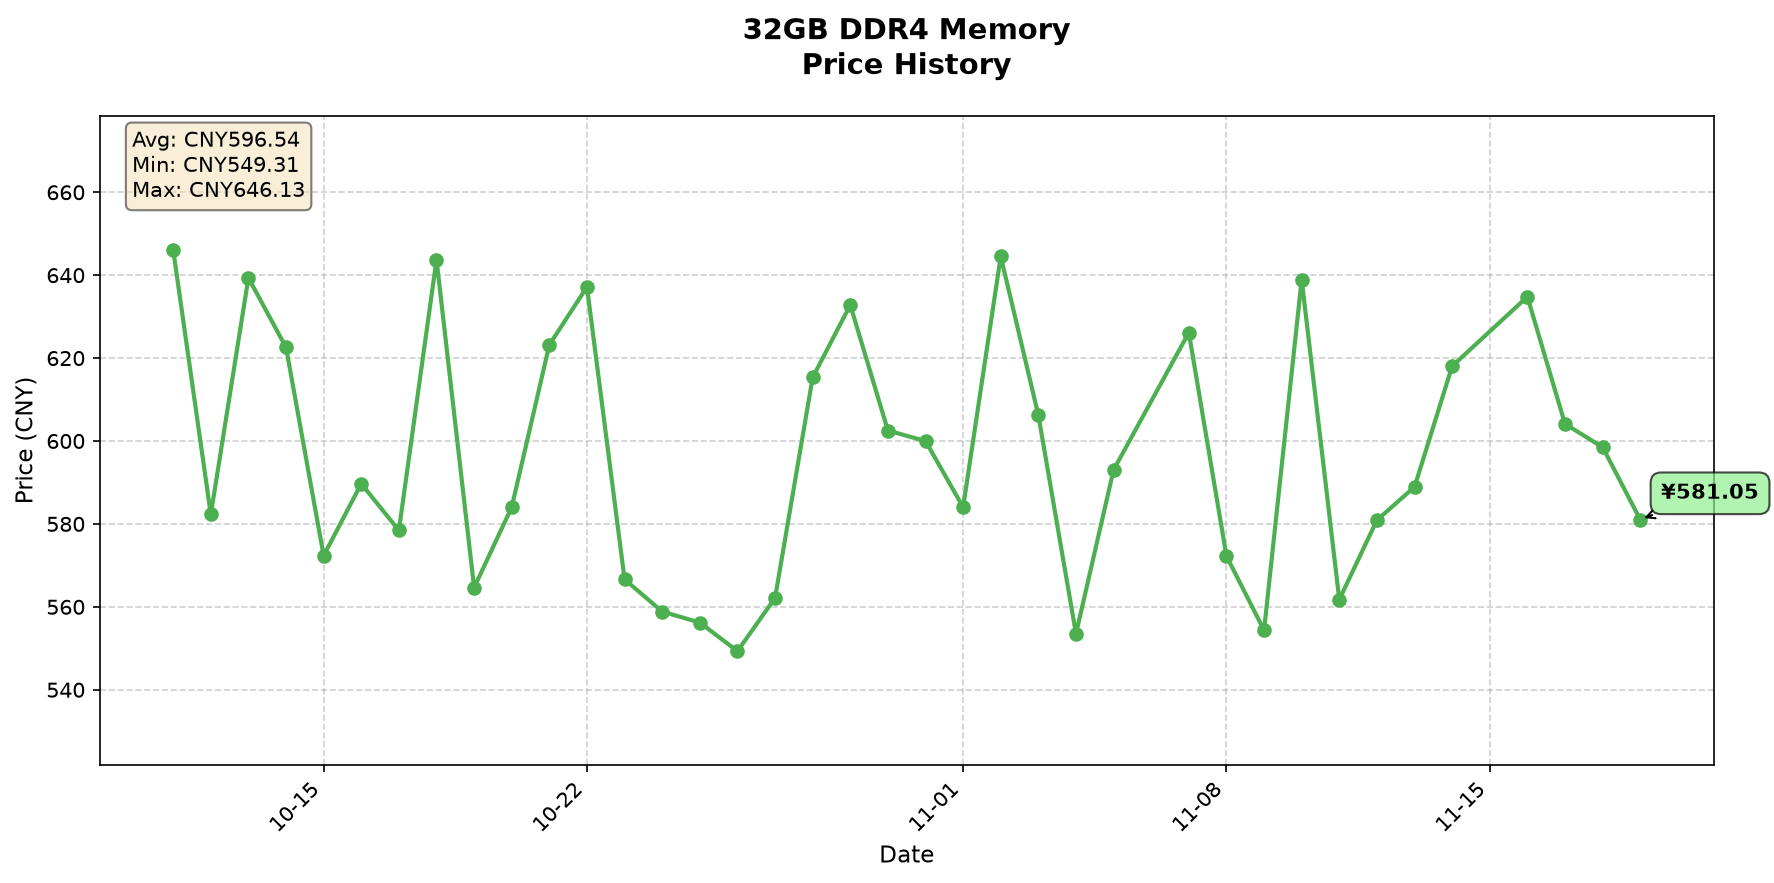 32GB DDR4 Memory
Price History
Avg: CNY596.54
Min: CNY549.31
Max: CNY646.13
660
640
620
600
580
560
540
Price (CNY)
¥581.05
10-15
10-22
11-01
11-08
11-15
Date